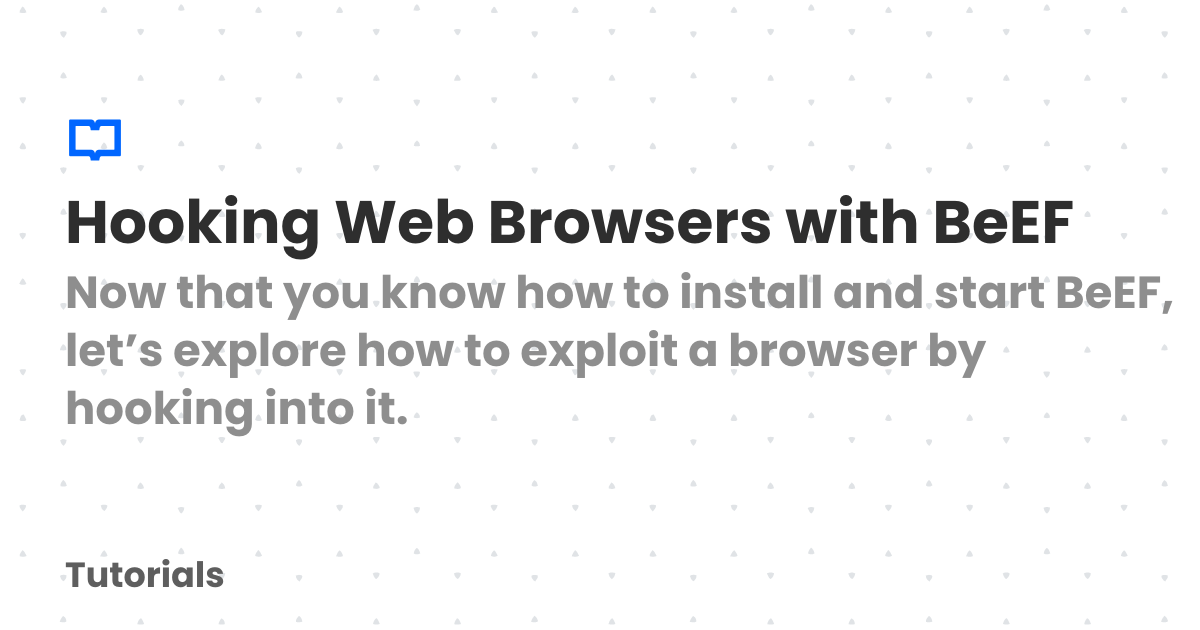 Hooking Web Browsers with BeEF
Now that you know how to install and start BeEF,
let’s explore how to exploit a browser by
hooking into it.
Tutorials